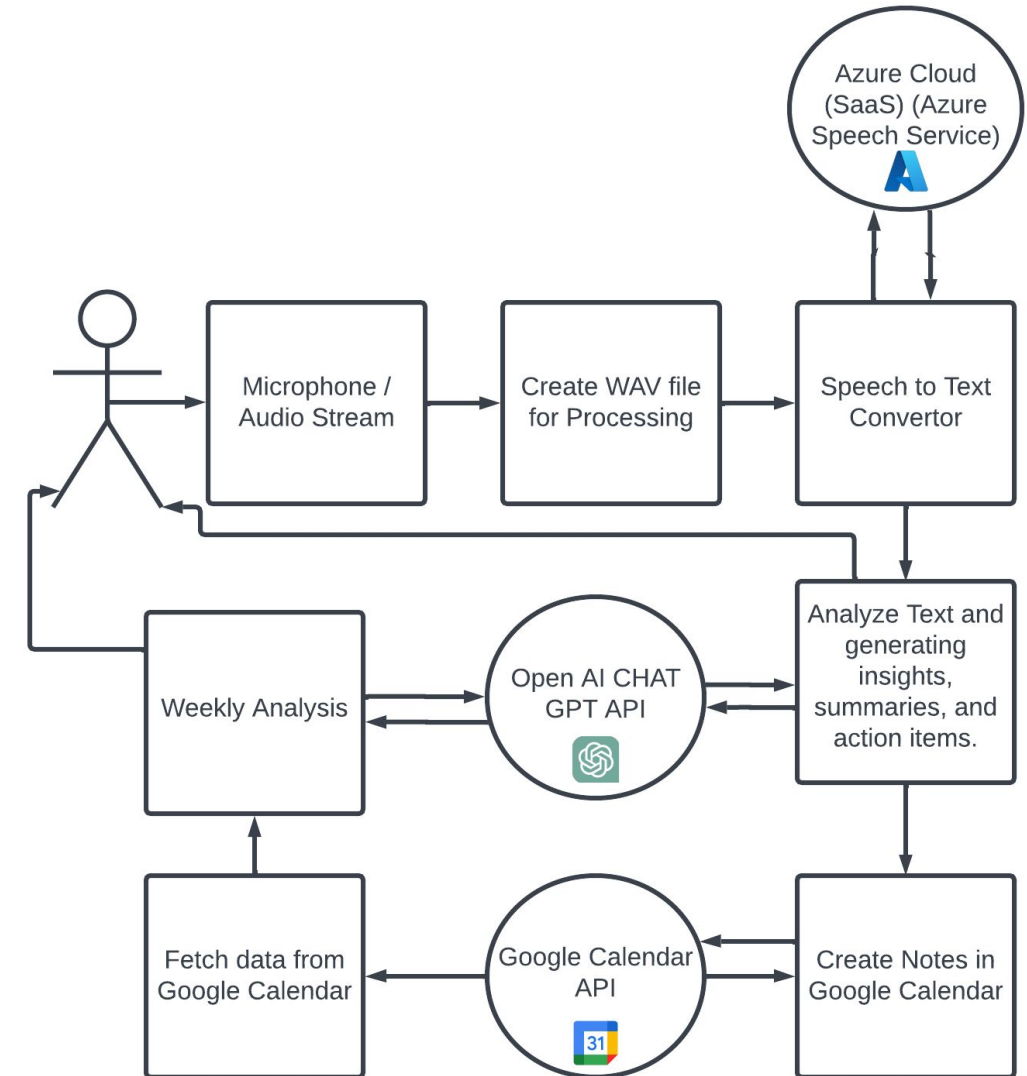 Azure Cloud
(SaaS) (Azure
Speech Service)
Microphone /
Audio Stream
Create WAV file
for Processing
Speech to Text
Convertor
Weekly Analysis
Open AI CHAT
GPT API
Analyze Text and
generating
insights,
summaries, and
action items.
Fetch data from
Google Calendar
Google Calendar
API
31
Create Notes in
Google Calendar